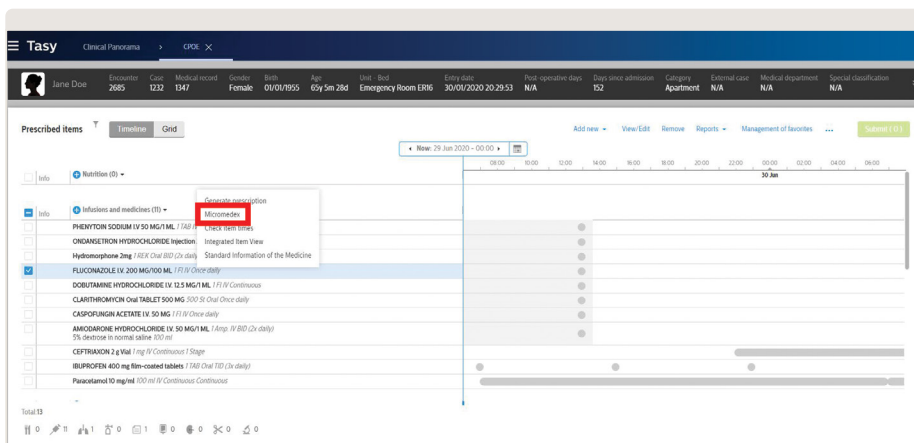 Tasy Clinical Panorama > CPOE X
Encounter Case Medical record Gender Birth Age Unit - Bed Entry date Post-operative days Days since admission Category External case Medical department Special classification
Jane Doe 2685 1232 1347 Female 01/01/1955 65y 5m 28d Emergency Room ER16 30/01/2020 20:29:53 N/A 152 Apartment N/A N/A N/A
Prescribed items Timeline Grid Add new View/Edit Remove Reports Management of favorites ... Submit ( 0 )
Now: 29 Jun 2020 - 00:00
08:00 10:00 12:00 14:00 16:00 18:00 20:00 22:00 00:00 02:00 04:00 06:00
30 Jun
Info Nutrition (0)
Generate prescription
Info Infusions and medicines (11)
Micromedex
Check item times
Integrated Item View
Standard Information of the Medicine
PHENYTOIN SODIUM I.V 50 MG/1 ML 1 TAB
ONDANSETRON HYDROCHLORIDE Injection
Hydromorphone 2mg 1 REK Oral BID (2x daily
FLUCONAZOLE I.V. 200 MG/100 ML 1 Fl IV Once daily
DOBUTAMINE HYDROCHLORIDE I.V. 12.5 MG/1 ML 1 Fl IV Continuous
CLARITHROMYCIN Oral TABLET 500 MG 500 St Oral Once daily
CASPOFUNGIN ACETATE I.V. 50 MG 1 Fl IV Once daily
AMIODARONE HYDROCHLORIDE I.V. 50 MG/1 ML 1 Amp. IV BID (2x daily)
5% dextrose in normal saline 100 ml
CEFTRIAXON 2 g Vial 1 mg IV Continuous 1 Stage
IBUPROFEN 400 mg film-coated tablets 1 TAB Oral TID (3x daily)
Paracetamol 10 mg/ml 100 ml IV Continuous Continuous
Total:13
0 11 1 0 1 0 0 0 0